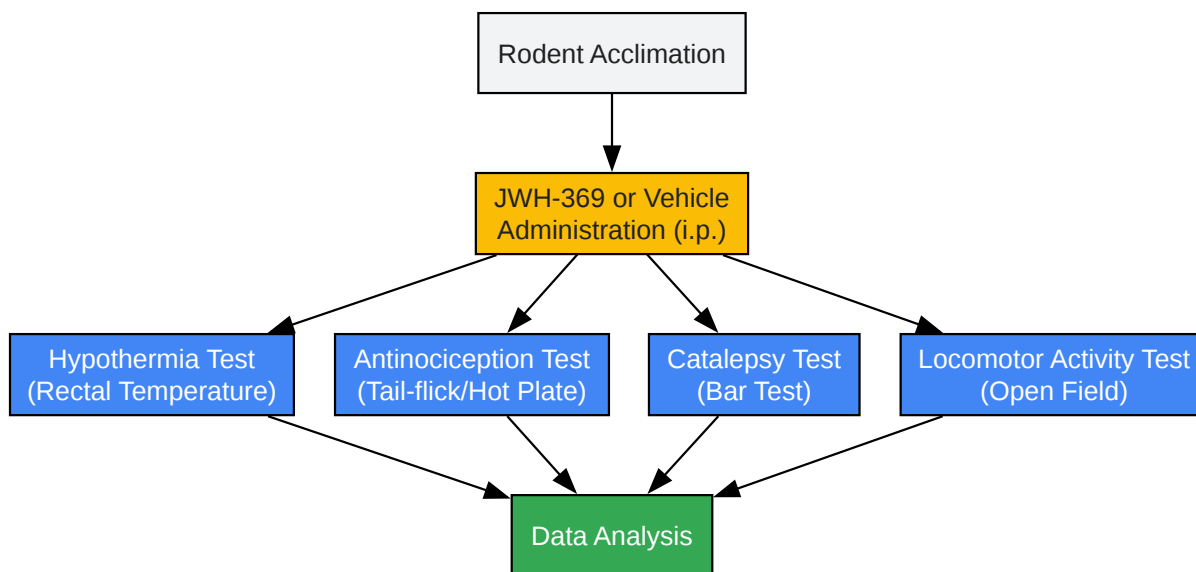 Rodent Acclimation
JWH-369 or Vehicle
Administration (i.p.)
Hypothermia Test
(Rectal Temperature)
Antinociception Test
(Tail-flick/Hot Plate)
Catalepsy Test
(Bar Test)
Locomotor Activity Test
(Open Field)
Data Analysis